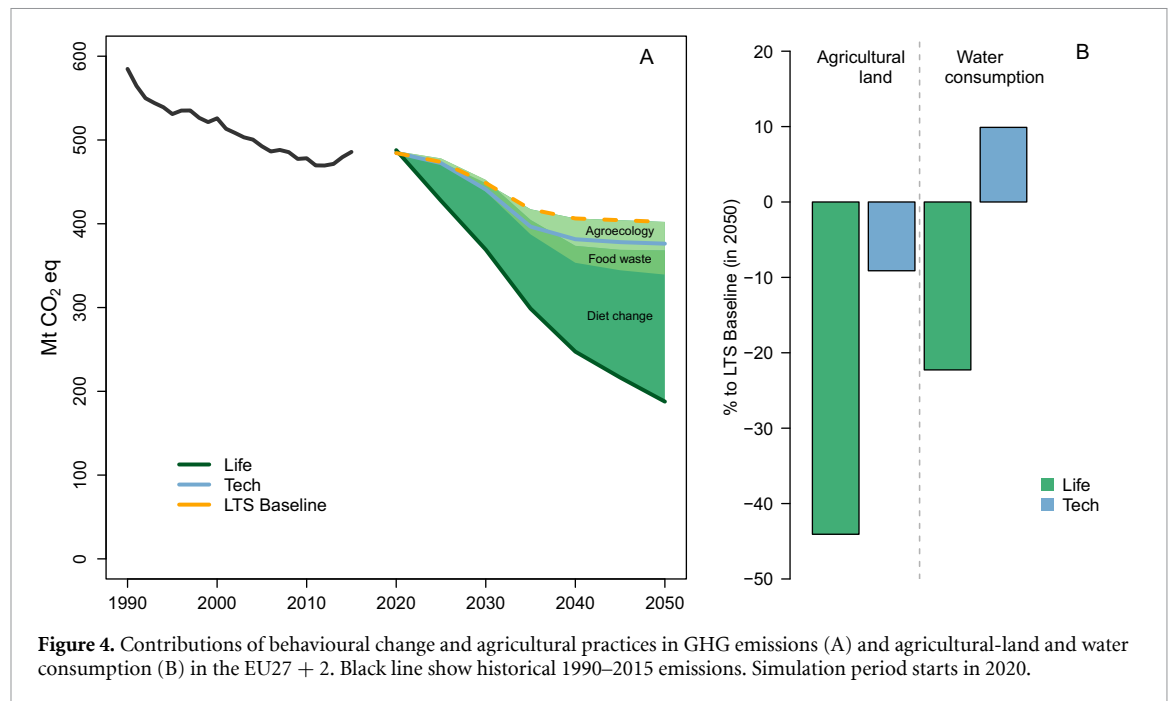 A
600
500
400
300
200
100
0
Mt CO₂ eq
Agroecology
Food waste
Diet change
Life
Tech
LTS Baseline
1990
2000
2010
2020
2030
2040
2050
B
Agricultural
land
Water
consumption
20
10
0
−10
−20
−30
−40
−50
% to LTS Baseline (in 2050)
Life
Tech
Figure 4. Contributions of behavioural change and agricultural practices in GHG emissions (A) and agricultural-land and water
consumption (B) in the EU27 + 2. Black line show historical 1990–2015 emissions. Simulation period starts in 2020.